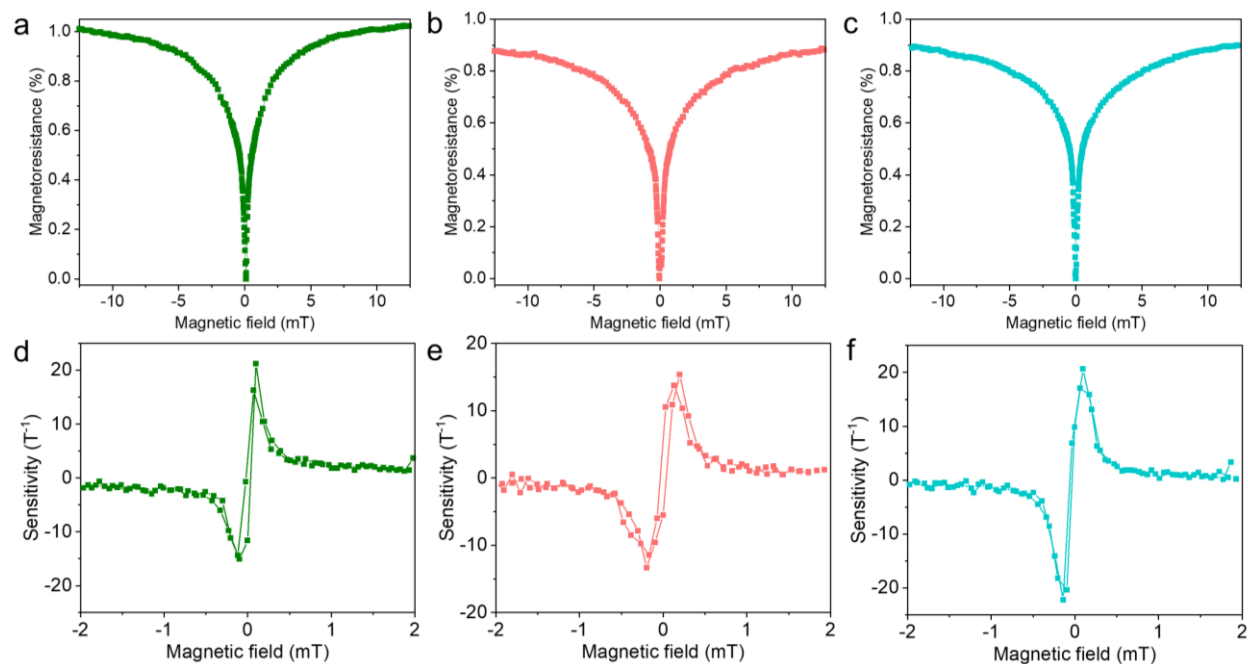 a
1.0
0.8
0.6
0.4
0.2
0.0
Magnetoresistance (%)
-10 -5 0 5 10
Magnetic field (mT)
b
1.0
0.8
0.6
0.4
0.2
0.0
Magnetoresistance (%)
-10 -5 0 5 10
Magnetic field (mT)
c
1.0
0.8
0.6
0.4
0.2
0.0
Magnetoresistance (%)
-10 -5 0 5 10
Magnetic field (mT)
d
20
10
0
-10
-20
Sensitivity (T⁻¹)
-2 -1 0 1 2
Magnetic field (mT)
e
20
10
0
-10
-20
Sensitivity (T⁻¹)
-2 -1 0 1 2
Magnetic field (mT)
f
20
10
0
-10
-20
Sensitivity (T⁻¹)
-2 -1 0 1 2
Magnetic field (mT)